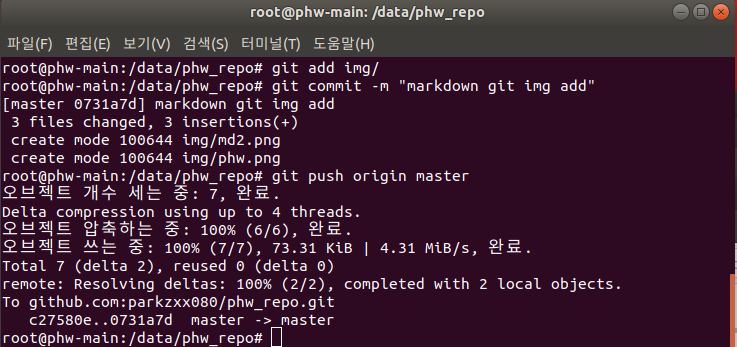 root@phw-main: /data/phw_repo
파일(F) 편집(E) 보기(V) 검색(S) 터미널(T) 도움말(H)
root@phw-main:/data/phw_repo# git add img/
root@phw-main:/data/phw_repo# git commit -m "markdown git img add"
[master 0731a7d] markdown git img add
 3 files changed, 3 insertions(+)
 create mode 100644 img/md2.png
 create mode 100644 img/phw.png
root@phw-main:/data/phw_repo# git push origin master
오브젝트 개수 세는 중: 7, 완료.
Delta compression using up to 4 threads.
오브젝트 압축하는 중: 100% (6/6), 완료.
오브젝트 쓰는 중: 100% (7/7), 73.31 KiB | 4.31 MiB/s, 완료.
Total 7 (delta 2), reused 0 (delta 0)
remote: Resolving deltas: 100% (2/2), completed with 2 local objects.
To github.com:parkzxx080/phw_repo.git
   c27580e..0731a7d  master -> master
root@phw-main:/data/phw_repo#